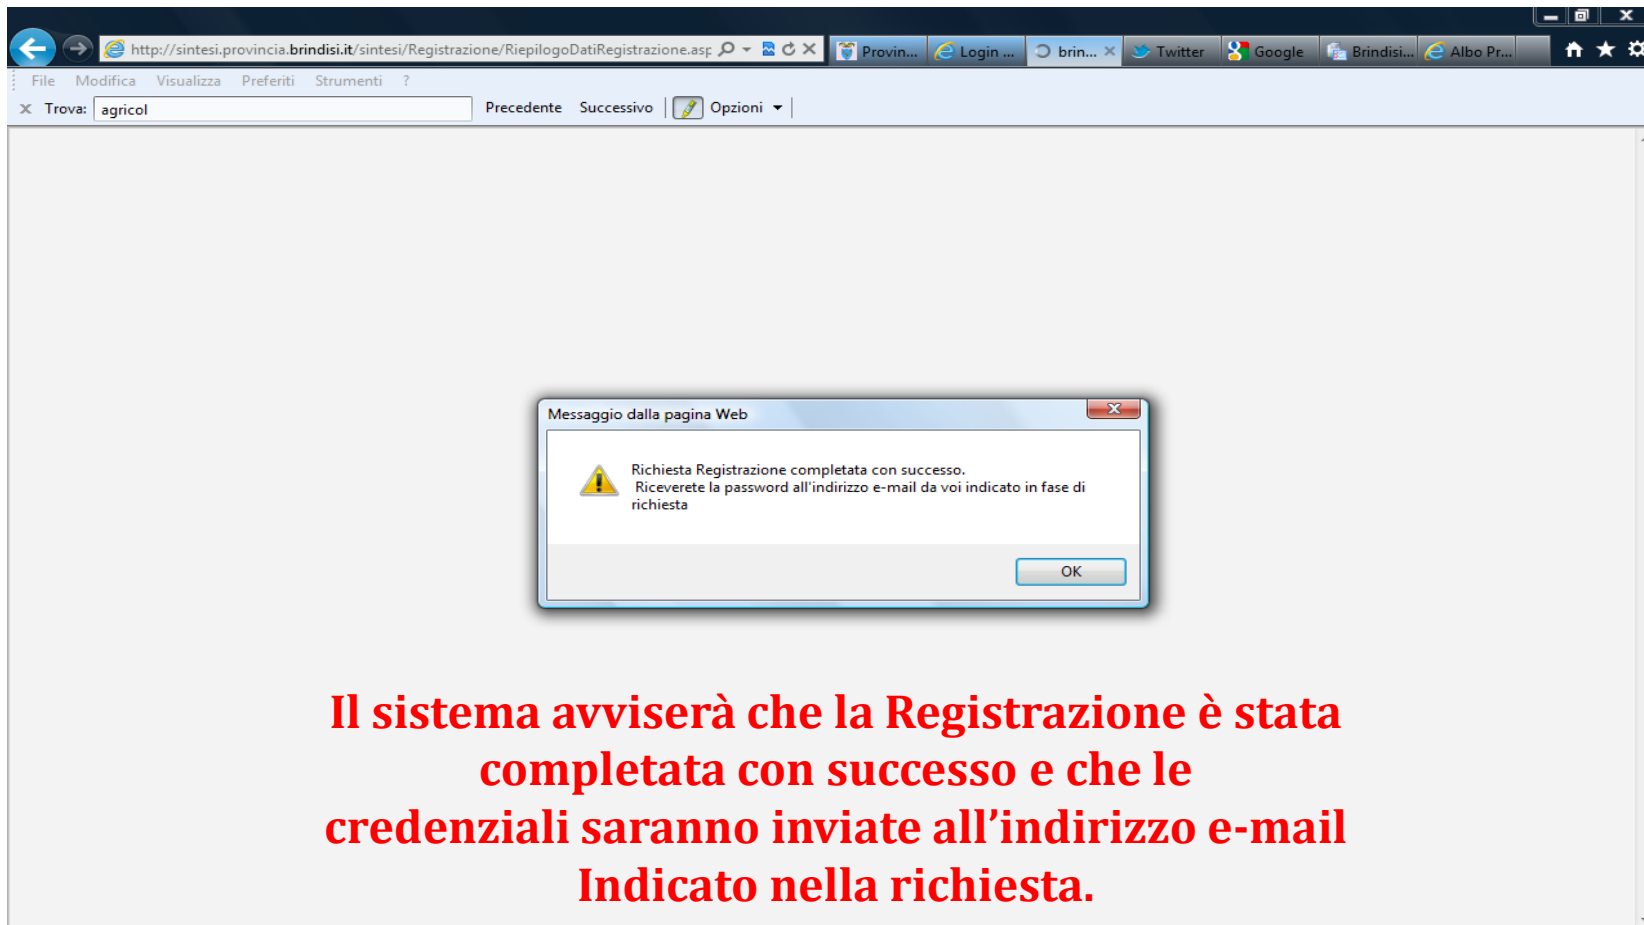 http://sintesi.provincia.brindisi.it/sintesi/Registrazione/RiepilogoDatiRegistrazione.asp
Provin...
Login ...
brin...
Twitter
Google
Brindisi...
Albo Pr...
File Modifica Visualizza Preferiti Strumenti ?
x Trova: agricol Precedente Successivo Opzioni
Messaggio dalla pagina Web
Richiesta Registrazione completata con successo.
Riceverete la password all'indirizzo e-mail da voi indicato in fase di
richiesta
OK
Il sistema avviserà che la Registrazione è stata
completata con successo e che le
credenziali saranno inviate all’indirizzo e-mail
Indicato nella richiesta.